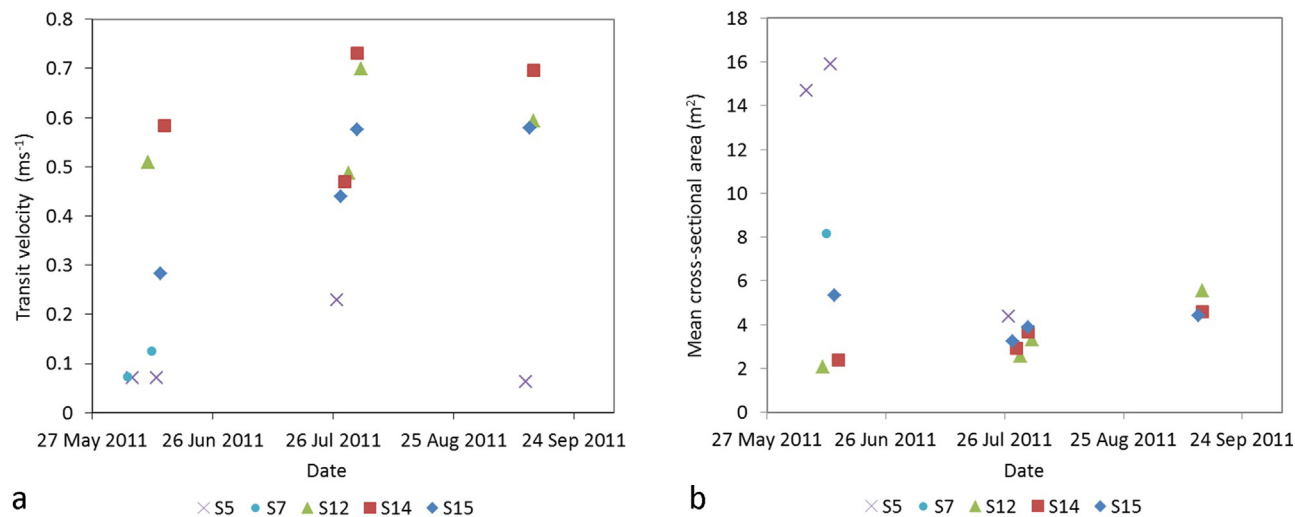 0.8
0.7
0.6
0.5
0.4
0.3
0.2
0.1
0
Transit velocity (ms⁻¹)
27 May 2011 26 Jun 2011 26 Jul 2011 25 Aug 2011 24 Sep 2011
Date
S5 S7 S12 S14 S15
a
18
16
14
12
10
8
6
4
2
0
Mean cross-sectional area (m²)
27 May 2011 26 Jun 2011 26 Jul 2011 25 Aug 2011 24 Sep 2011
Date
S5 S7 S12 S14 S15
b